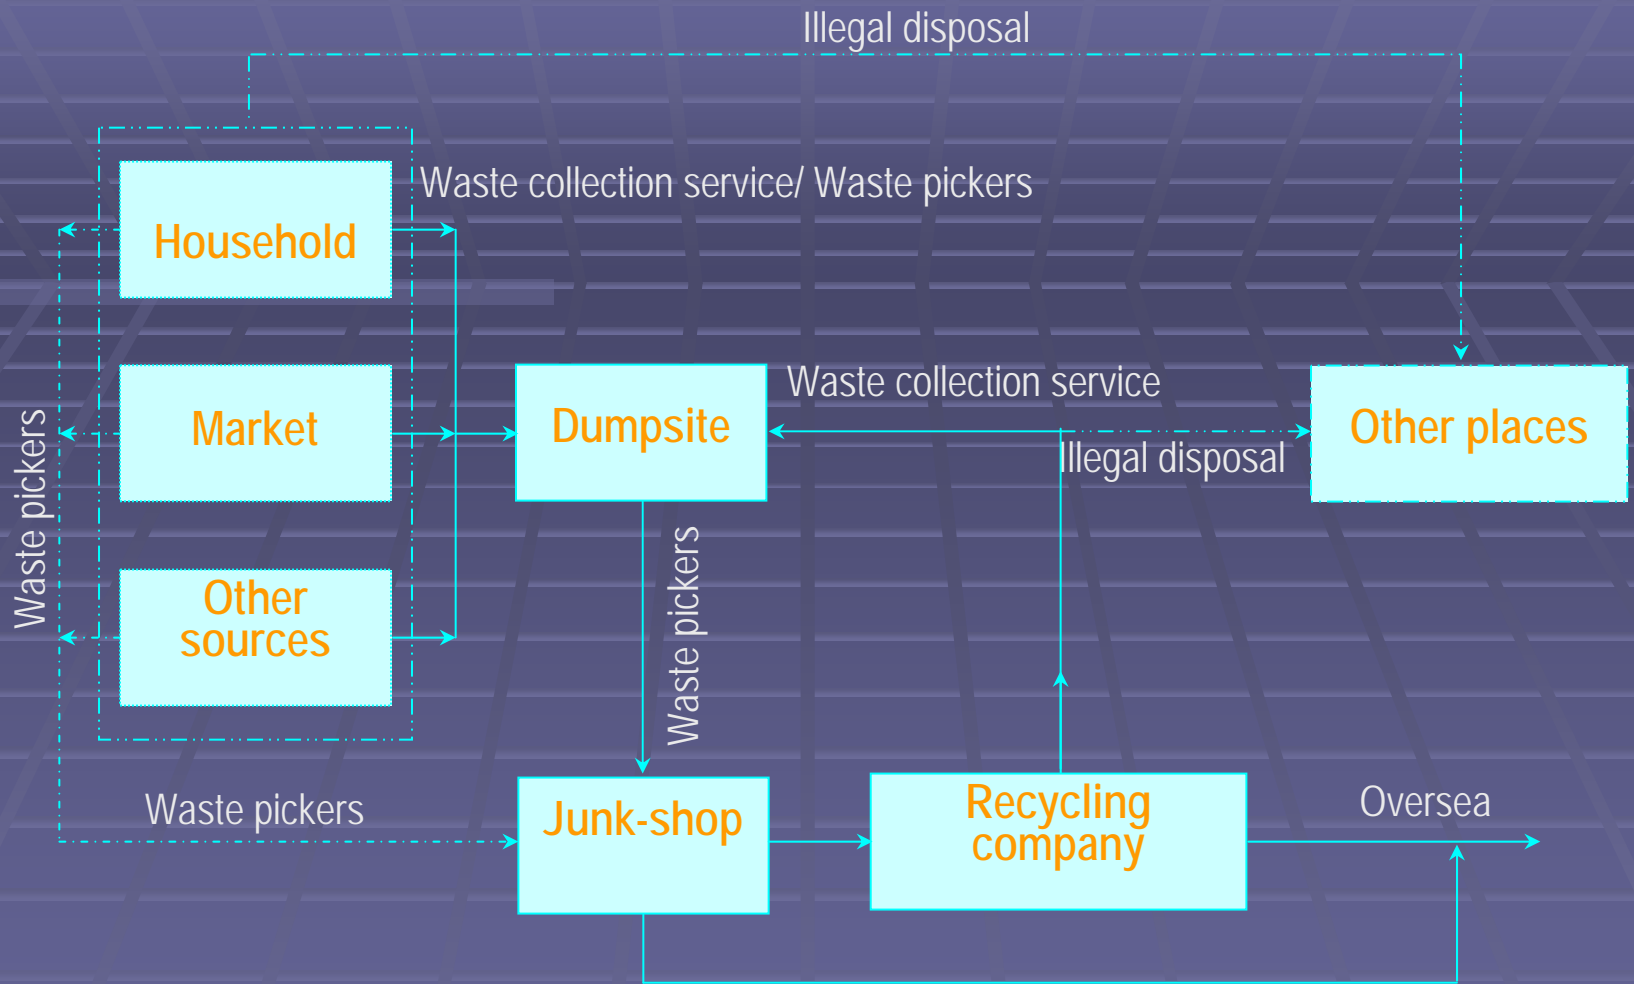 Illegal disposal
Waste collection service/ Waste pickers
Household
Waste collection service
Market
Dumpsite
Other places
Illegal disposal
Waste pickers
Waste pickers
Other
sources
Waste pickers
Junk-shop
Recycling
company
Oversea